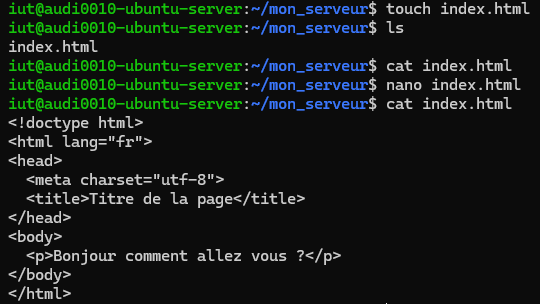 iut@audi0010-ubuntu-server:~/mon_serveur$ touch index.html
iut@audi0010-ubuntu-server:~/mon_serveur$ ls
index.html
iut@audi0010-ubuntu-server:~/mon_serveur$ cat index.html
iut@audi0010-ubuntu-server:~/mon_serveur$ nano index.html
iut@audi0010-ubuntu-server:~/mon_serveur$ cat index.html
<!doctype html>
<html lang="fr">
<head>
  <meta charset="utf-8">
  <title>Titre de la page</title>
</head>
<body>
  <p>Bonjour comment allez vous ?</p>
</body>
</html>